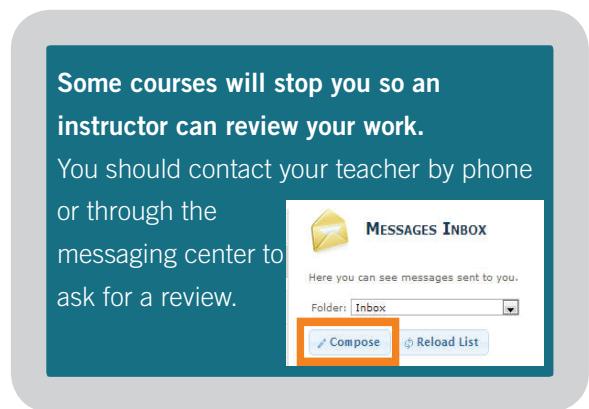 Some courses will stop you so an
instructor can review your work.
You should contact your teacher by phone
or through the
messaging center to
ask for a review.
Messages Inbox
Here you can see messages sent to you.
Folder: Inbox
Compose Reload List